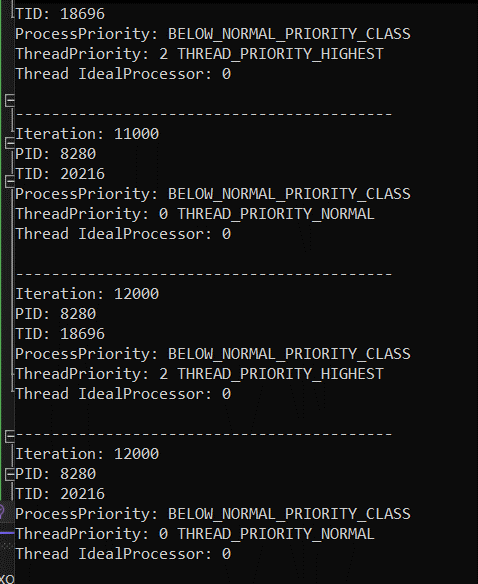 TID: 18696
ProcessPriority: BELOW_NORMAL_PRIORITY_CLASS
ThreadPriority: 2 THREAD_PRIORITY_HIGHEST
Thread IdealProcessor: 0
------------------------------------------
Iteration: 11000
PID: 8280
TID: 20216
ProcessPriority: BELOW_NORMAL_PRIORITY_CLASS
ThreadPriority: 0 THREAD_PRIORITY_NORMAL
Thread IdealProcessor: 0
------------------------------------------
Iteration: 12000
PID: 8280
TID: 18696
ProcessPriority: BELOW_NORMAL_PRIORITY_CLASS
ThreadPriority: 2 THREAD_PRIORITY_HIGHEST
Thread IdealProcessor: 0
------------------------------------------
Iteration: 12000
PID: 8280
TID: 20216
ProcessPriority: BELOW_NORMAL_PRIORITY_CLASS
ThreadPriority: 0 THREAD_PRIORITY_NORMAL
Thread IdealProcessor: 0